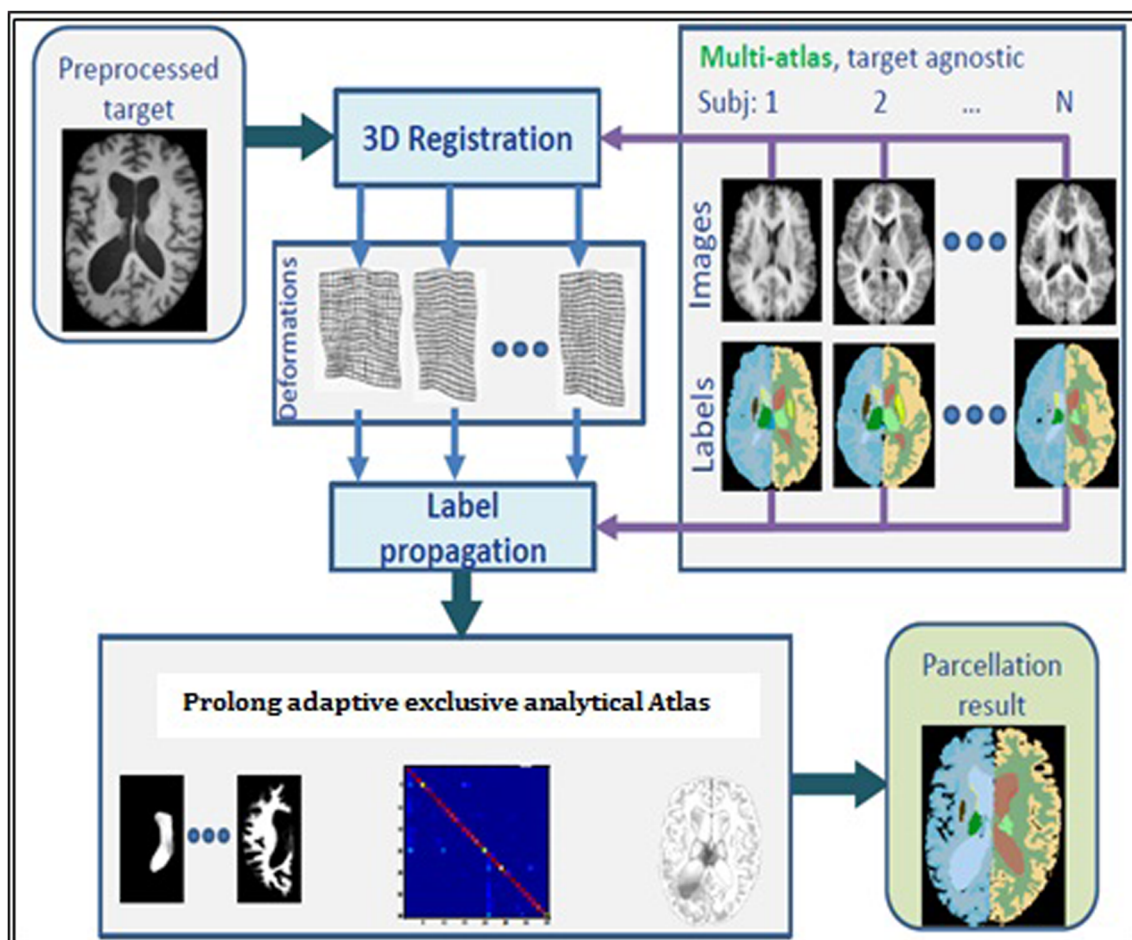 Preprocessed
target
3D Registration
Multi-atlas, target agnostic
Subj: 1 2 ... N
Images
Deformations
Labels
Label
propagation
Prolong adaptive exclusive analytical Atlas
Parcellation
result